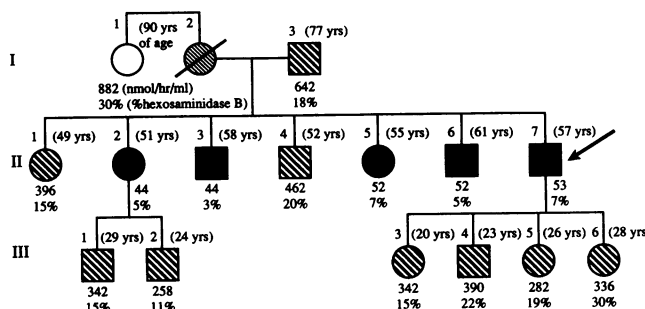 1 (90 yrs 2 3 (77 yrs)
of age
I
882 (nmol/hr/ml) 642
30% (%hexosaminidase B) 18%
1 (49 yrs) 2 (51 yrs) 3 (58 yrs) 4 (52 yrs) 5 (55 yrs) 6 (61 yrs) 7 (57 yrs)
II
396 44 44 462 52 52 53
15% 5% 3% 20% 7% 5% 7%
1 (29 yrs) 2 (24 yrs) 3 (20 yrs) 4 (23 yrs) 5 (26 yrs) 6 (28 yrs)
III
342 258 342 390 282 336
15% 11% 15% 22% 19% 30%